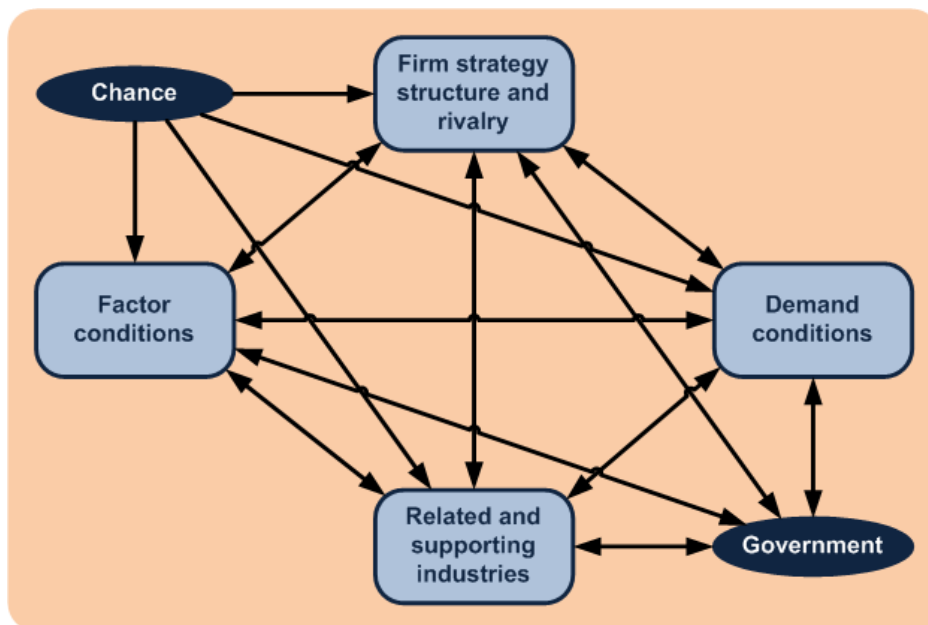 Firm strategy
structure and
rivalry
Chance
Factor
conditions
Demand
conditions
Related and
supporting
industries
Government